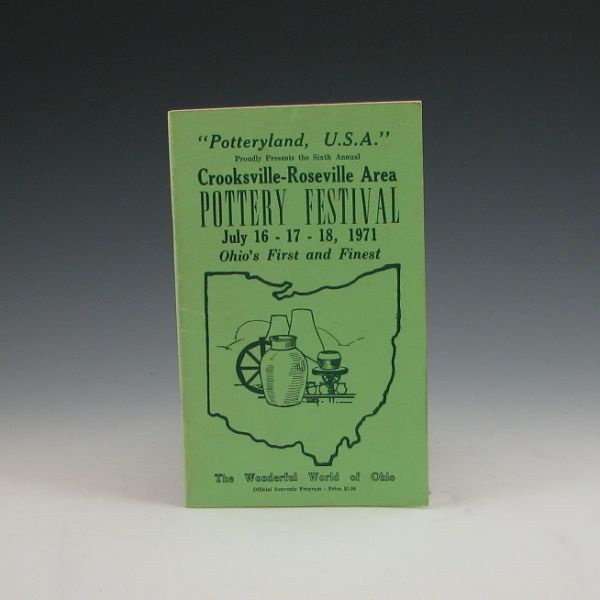 "Potteryland, U.S.A."
Proudly Presents the Sixth Annual
Crooksville-Roseville Area
POTTERY FESTIVAL
July 16 - 17 - 18, 1971
Ohio's First and Finest
The Wonderful World of Ohio
Official Souvenir Program - Price $1.00